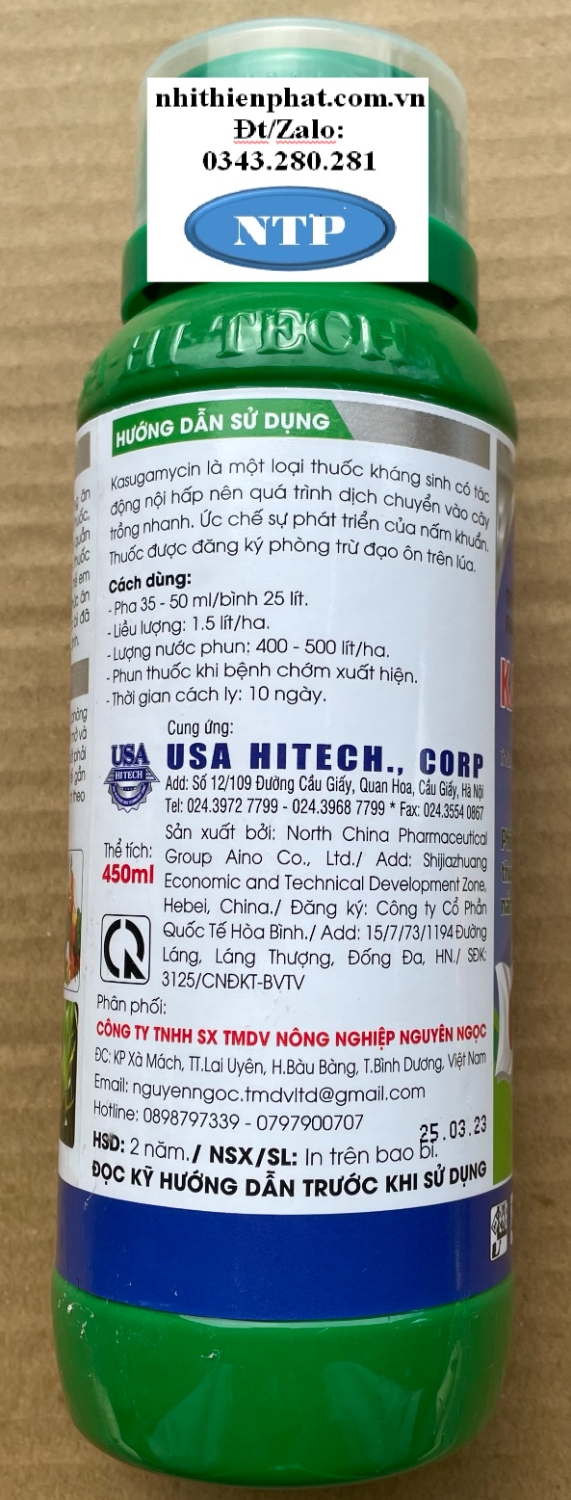 nhithienphat.com.vn
Đt/Zalo:
0343.280.281
NTP
HI-TECH
HƯỚNG DẪN SỬ DỤNG
Kasugamycin là một loại thuốc kháng sinh có tác
động nội hấp nên quá trình dịch chuyển vào cây
trồng nhanh. Ức chế sự phát triển của nấm khuẩn.
Thuốc được đăng ký phòng trừ đạo ôn trên lúa.
Cách dùng:
- Pha 35 - 50 ml/bình 25 lít.
- Liều lượng: 1.5 lít/ha.
- Lượng nước phun: 400 - 500 lít/ha.
- Phun thuốc khi bệnh chớm xuất hiện.
- Thời gian cách ly: 10 ngày.
Cung ứng:
USA
HITECH
USA HITECH., CORP
Add: Số 12/109 Đường Cầu Giấy, Quan Hoa, Cầu Giấy, Hà Nội
Tel: 024.3972 7799 - 024.3968 7799 * Fax: 024.3554 0867
Thể tích:
450ml
Sản xuất bởi: North China Pharmaceutical
Group Aino Co., Ltd./ Add: Shijiazhuang
Economic and Technical Development Zone,
Hebei, China./ Đăng ký: Công ty Cổ Phần
Quốc Tế Hòa Bình./ Add: 15/7/73/1194 Đường
Láng, Láng Thượng, Đống Đa, HN./ SĐK:
3125/CNĐKT-BVTV
Phân phối:
CÔNG TY TNHH SX TMDV NÔNG NGHIỆP NGUYÊN NGỌC
ĐC: KP Xà Mách, TT.Lai Uyên, H.Bàu Bàng, T.Bình Dương, Việt Nam
Email: nguyenngoc.tmdvltd@gmail.com
Hotline: 0898797339 - 0797900707
25.03.23
HSD: 2 năm./ NSX/SL: In trên bao bì.
ĐỌC KỸ HƯỚNG DẪN TRƯỚC KHI SỬ DỤNG